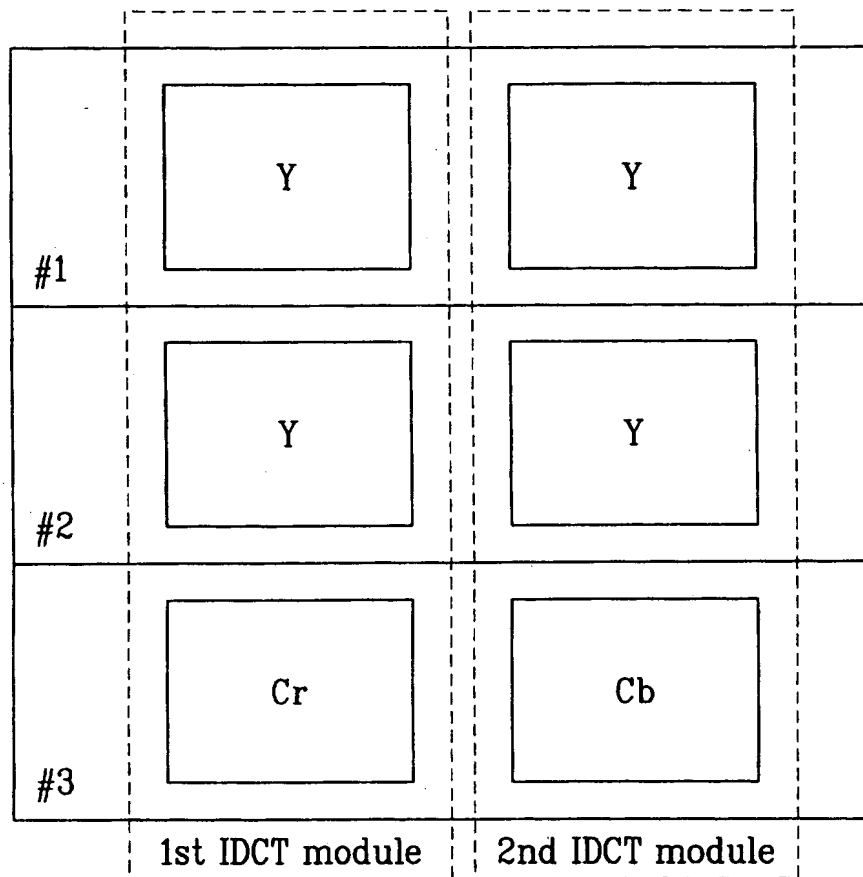 Y Y
#1
Y Y
#2
Cr Cb
#3
1st IDCT module 2nd IDCT module